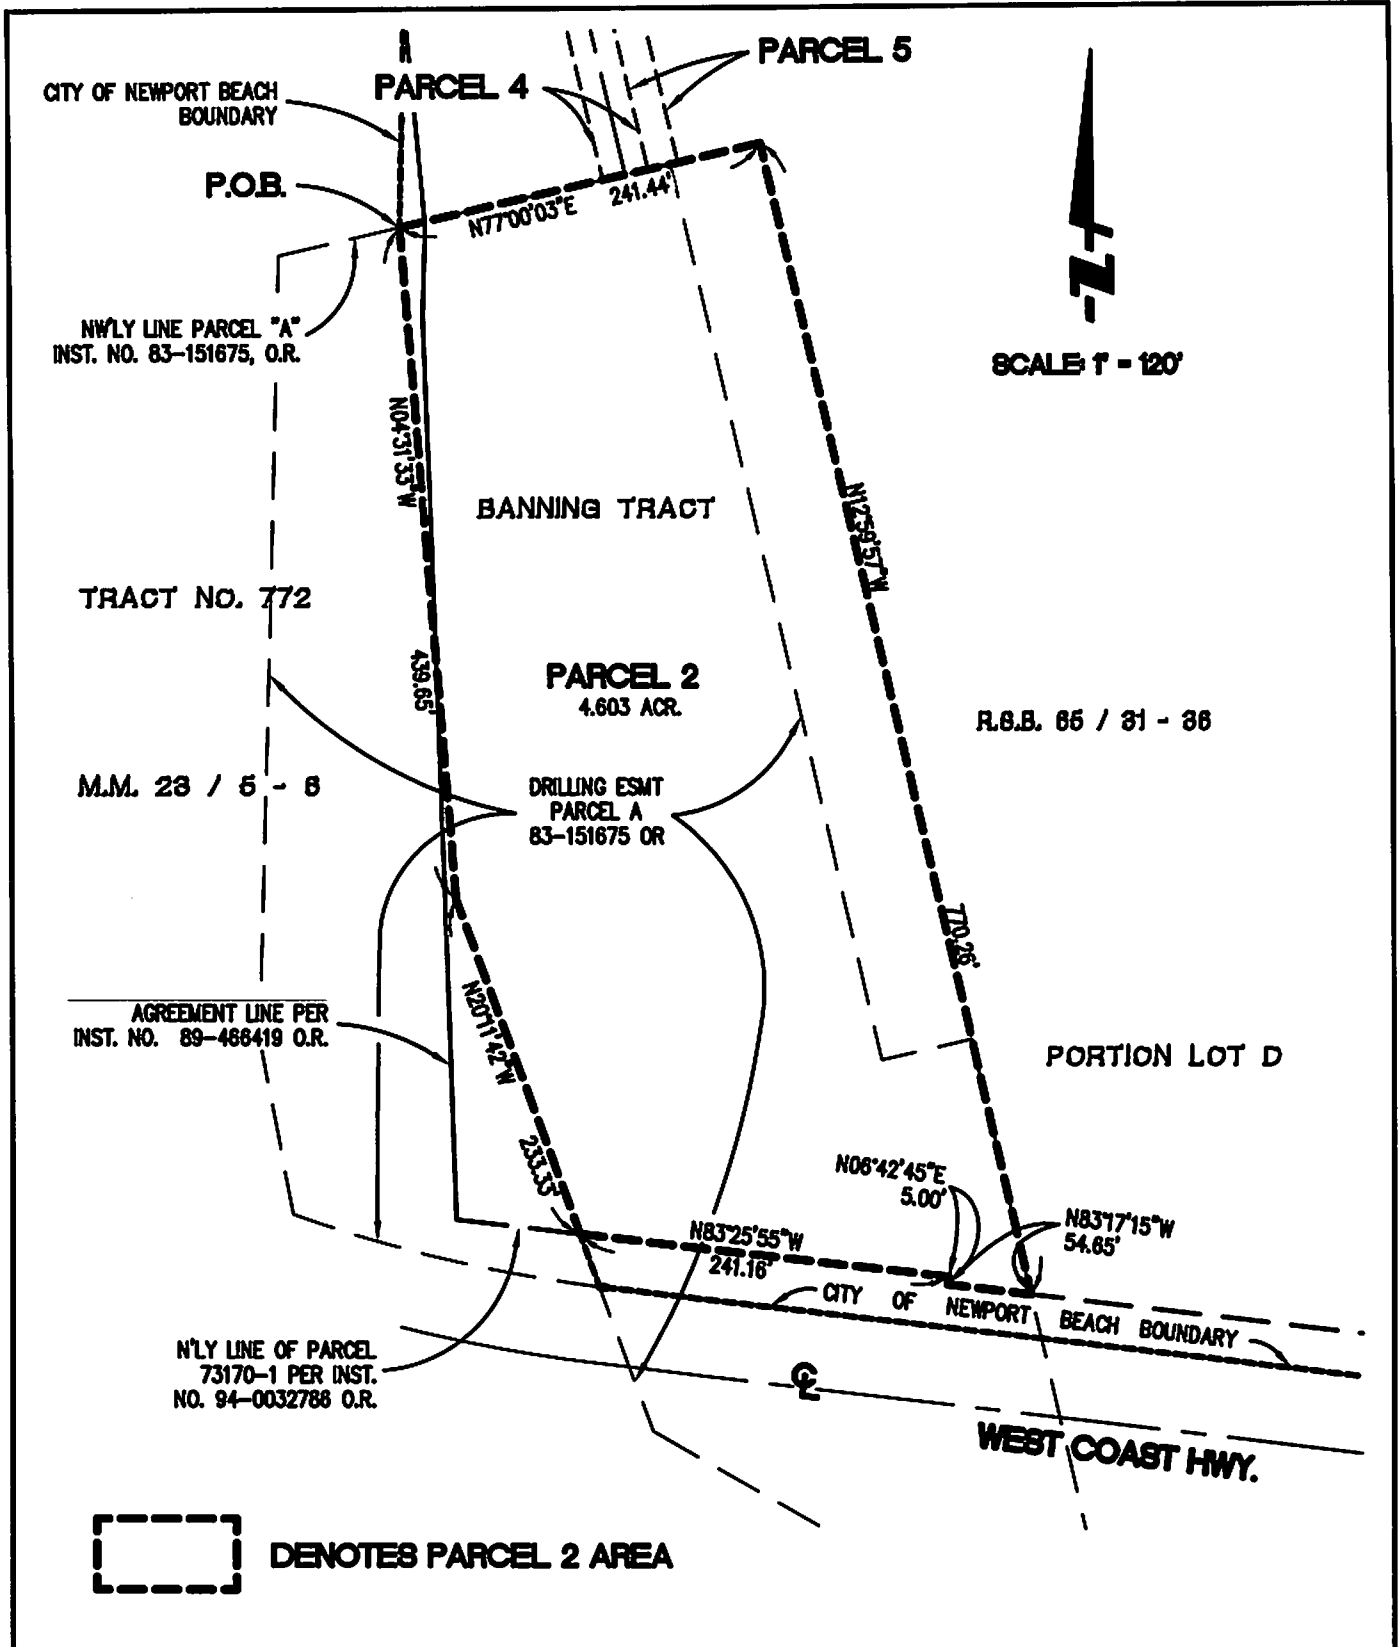 PARCEL 5
CITY OF NEWPORT BEACH
BOUNDARY
PARCEL 4
P.O.B.
N77°00'03"E
241.44'
NW'LY LINE PARCEL "A"
INST. NO. 83-151675, O.R.
SCALE: 1" = 120'
N04°31'33"W
N12°59'57"W
BANNING TRACT
TRACT NO. 772
439.65'
PARCEL 2
4.603 ACR.
R.S.B. 65 / 31 - 36
M.M. 23 / 5 - 6
DRILLING ESMT
PARCEL A
83-151675 OR
770.26'
AGREEMENT LINE PER
INST. NO. 89-466419 O.R.
N20°11'42"W
PORTION LOT D
233.33'
N06°42'45"E
5.00'
N83°17'15"W
54.65'
N83°25'55"W
241.16'
CITY OF NEWPORT BEACH BOUNDARY
N'LY LINE OF PARCEL
73170-1 PER INST.
NO. 94-0032786 O.R.
CL
WEST COAST HWY.
DENOTES PARCEL 2 AREA